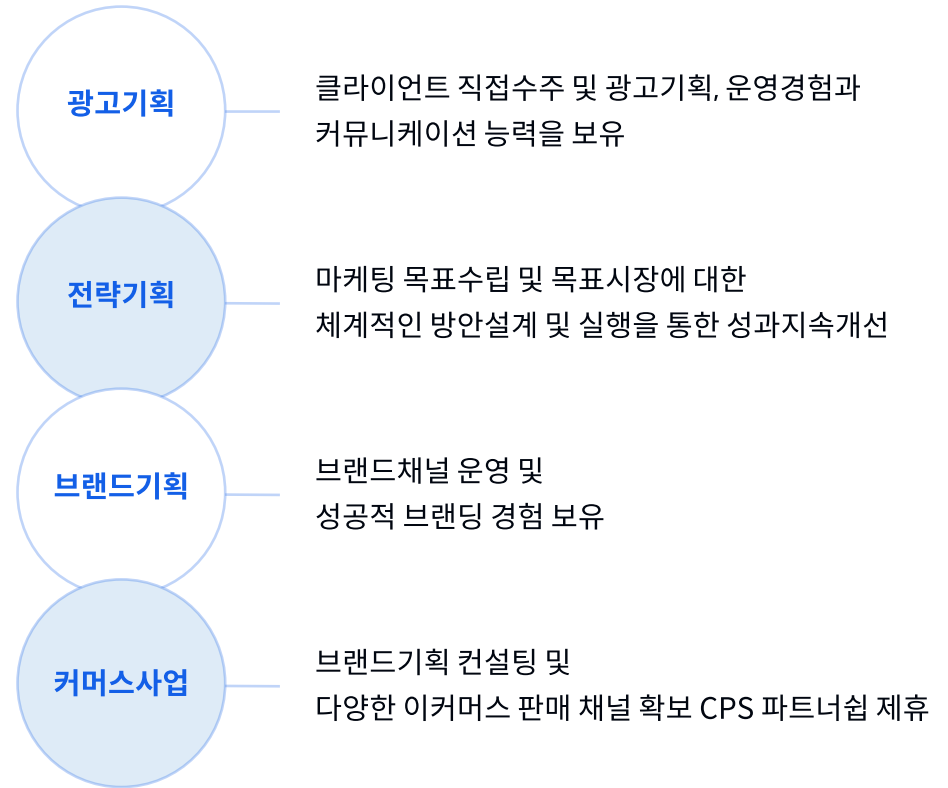 광고기획
클라이언트 직접수주 및 광고기획, 운영경험과
커뮤니케이션 능력을 보유
전략기획
마케팅 목표수립 및 목표시장에 대한
체계적인 방안설계 및 실행을 통한 성과지속개선
브랜드기획
브랜드채널 운영 및
성공적 브랜딩 경험 보유
커머스사업
브랜드기획 컨설팅 및
다양한 이커머스 판매 채널 확보 CPS 파트너쉽 제휴